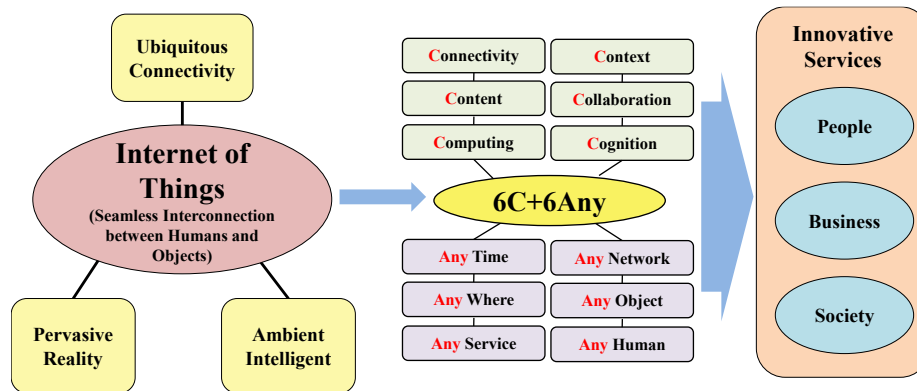 Ubiquitous
Connectivity
Internet of
Things
(Seamless Interconnection
between Humans and
Objects)
Pervasive
Reality
Ambient
Intelligent
Connectivity
Content
Computing
Context
Collaboration
Cognition
6C+6Any
Any Time
Any Where
Any Service
Any Network
Any Object
Any Human
Innovative
Services
People
Business
Society